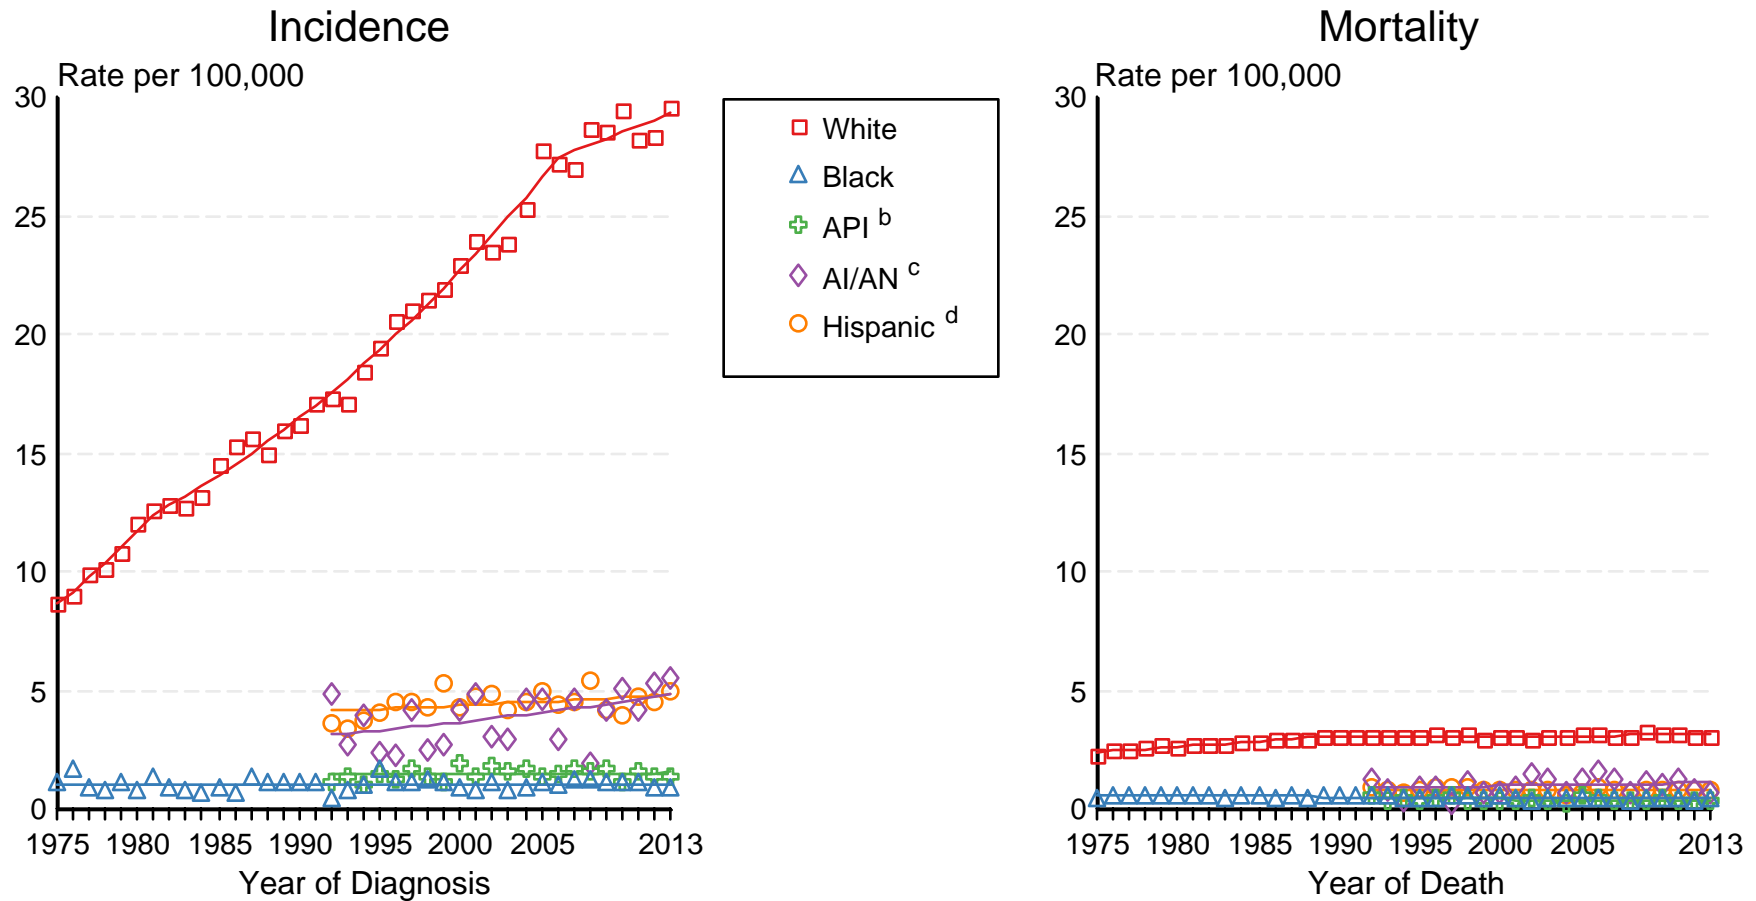 Incidence
Rate per 100,000
30
25
20
15
10
5
0
1975 1980 1985 1990 1995 2000 2005 2013
Year of Diagnosis
White
Black
API b
AI/AN c
Hispanic d
Mortality
Rate per 100,000
30
25
20
15
10
5
0
1975 1980 1985 1990 1995 2000 2005 2013
Year of Death